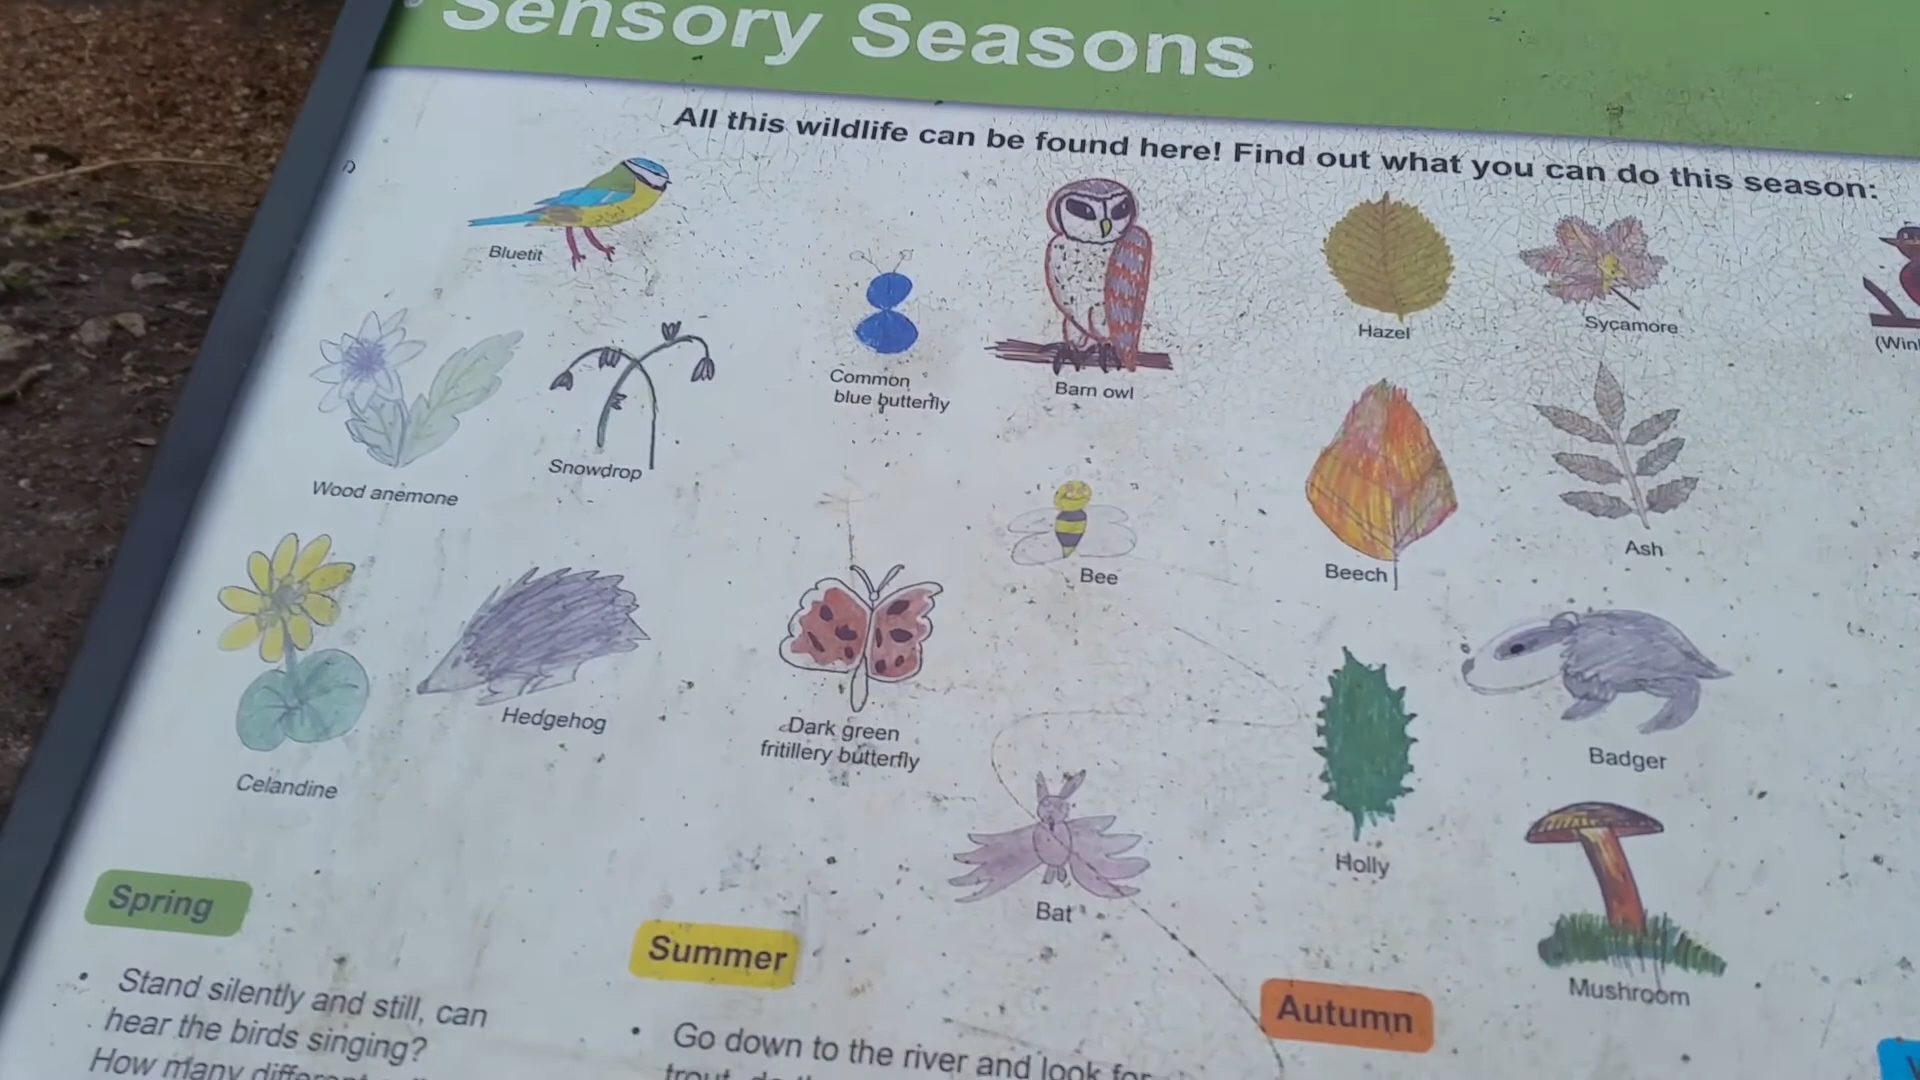 Sensory Seasons
All this wildlife can be found here! Find out what you can do this season:
Bluetit
Common
blue butterfly
Barn owl
Hazel
Sycamore
Wood anemone
Snowdrop
Bee
Beech
Ash
Celandine
Hedgehog
Dark green
fritillery butterfly
Bat
Holly
Badger
Mushroom
Spring
Stand silently and still, can
hear the birds singing?
How many
Summer
Go down to the river and look for
trout,
Autumn